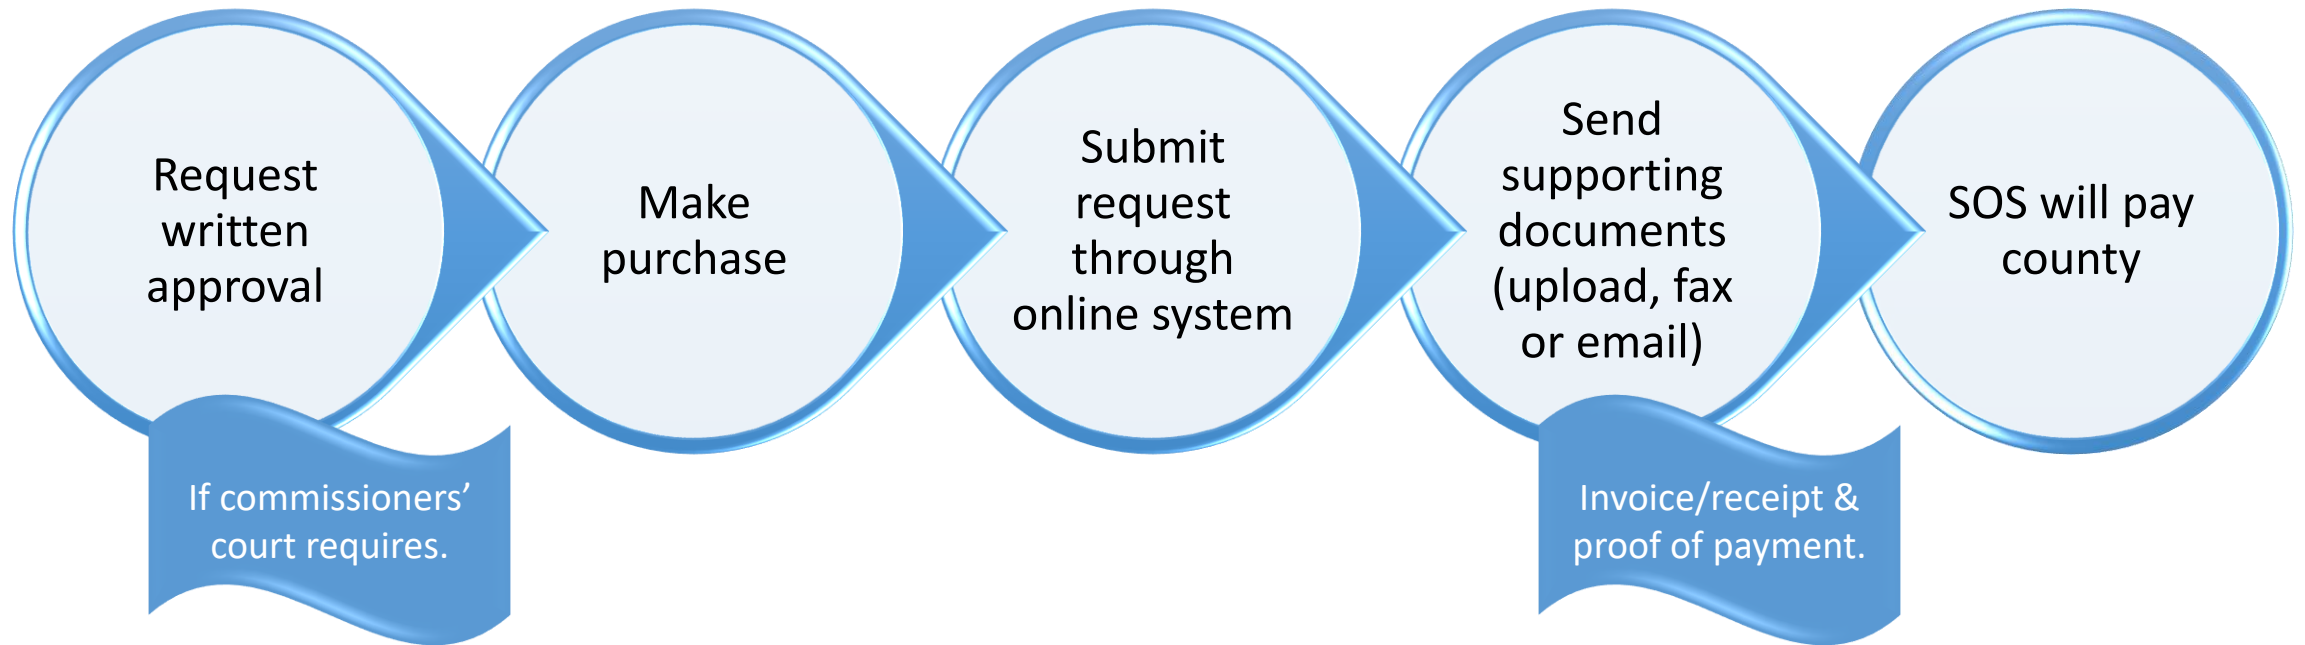 Request
written
approval
If commissioners’
court requires.
Make
purchase
Submit
request
through
online system
Send
supporting
documents
(upload, fax
or email)
Invoice/receipt &
proof of payment.
SOS will pay
county